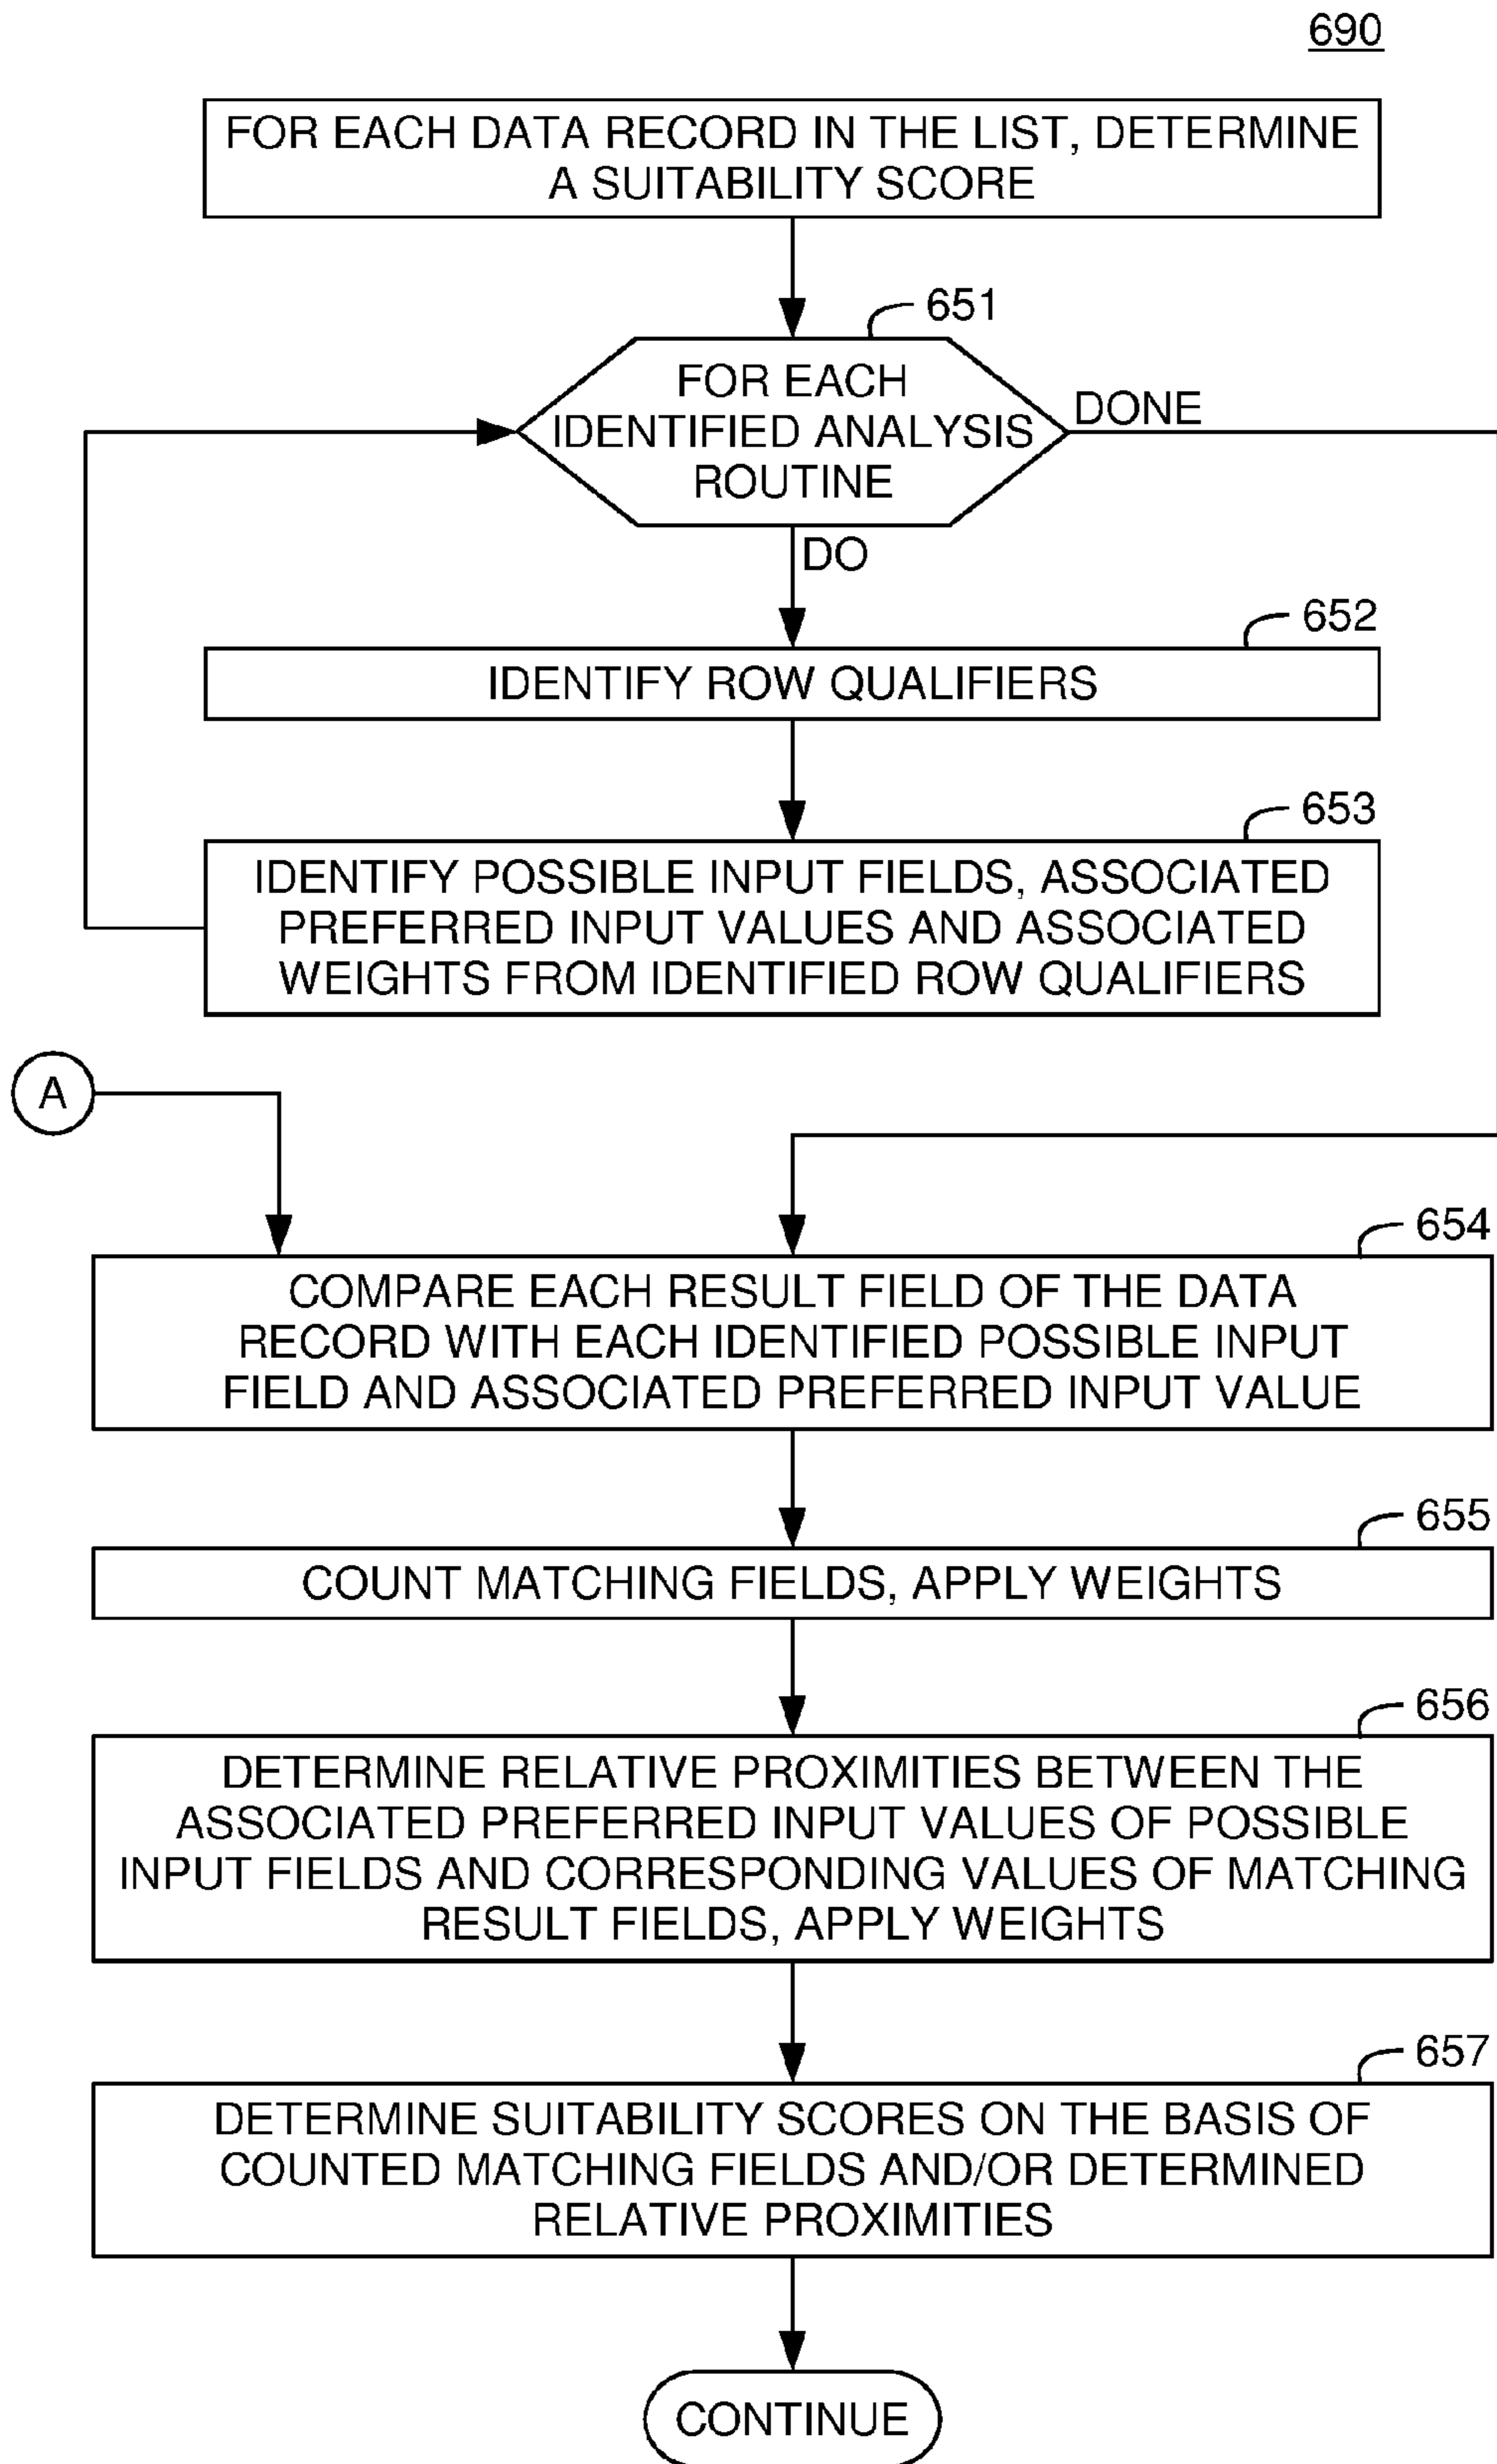 690
FOR EACH DATA RECORD IN THE LIST, DETERMINE
A SUITABILITY SCORE
651
FOR EACH
IDENTIFIED ANALYSIS
ROUTINE
DONE
DO
652
IDENTIFY ROW QUALIFIERS
653
IDENTIFY POSSIBLE INPUT FIELDS, ASSOCIATED
PREFERRED INPUT VALUES AND ASSOCIATED
WEIGHTS FROM IDENTIFIED ROW QUALIFIERS
A
654
COMPARE EACH RESULT FIELD OF THE DATA
RECORD WITH EACH IDENTIFIED POSSIBLE INPUT
FIELD AND ASSOCIATED PREFERRED INPUT VALUE
655
COUNT MATCHING FIELDS, APPLY WEIGHTS
656
DETERMINE RELATIVE PROXIMITIES BETWEEN THE
ASSOCIATED PREFERRED INPUT VALUES OF POSSIBLE
INPUT FIELDS AND CORRESPONDING VALUES OF MATCHING
RESULT FIELDS, APPLY WEIGHTS
657
DETERMINE SUITABILITY SCORES ON THE BASIS OF
COUNTED MATCHING FIELDS AND/OR DETERMINED
RELATIVE PROXIMITIES
CONTINUE